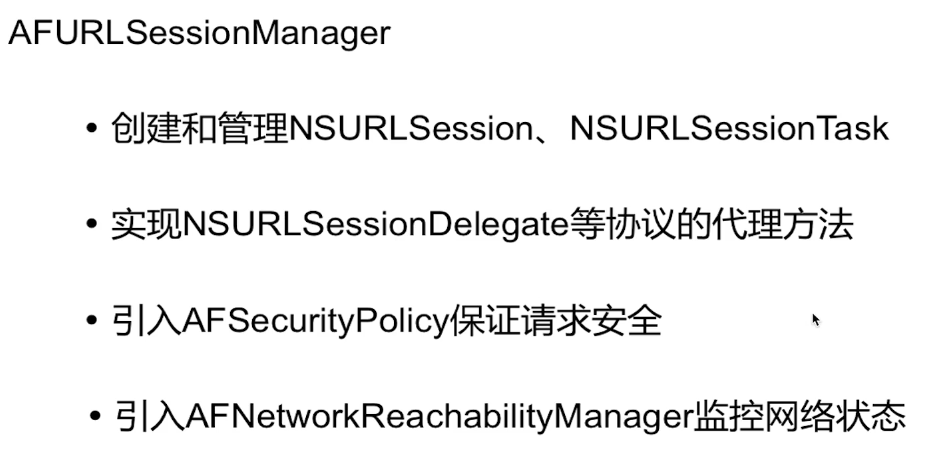 AFURLSessionManager
• 创建和管理NSURLSession、NSURLSessionTask
• 实现NSURLSessionDelegate等协议的代理方法
• 引入AFSecurityPolicy保证请求安全
• 引入AFNetworkReachabilityManager监控网络状态